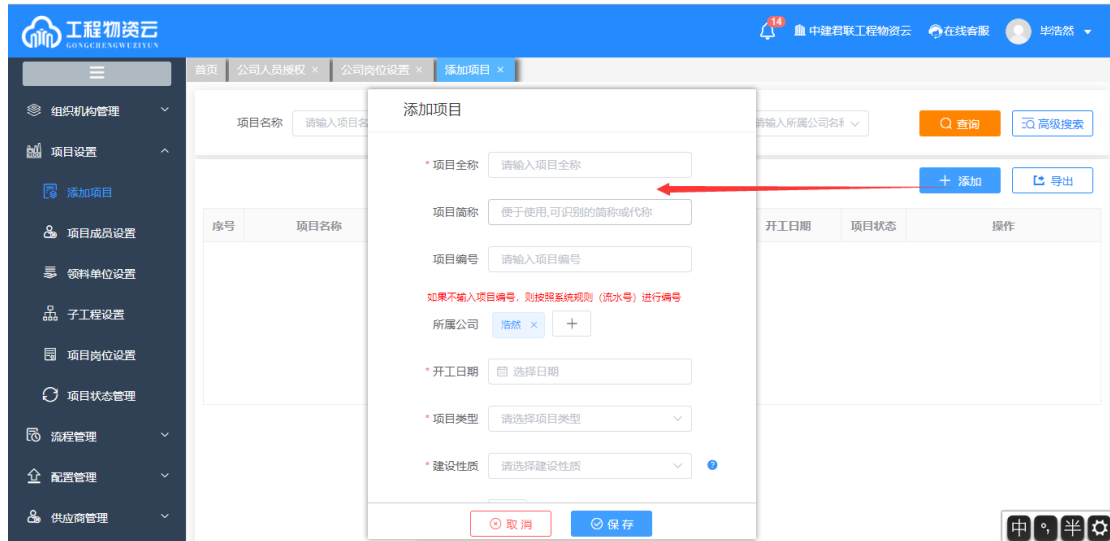 工程物资云
GONGCHENGWUZIYUN
14
中建君联工程物资云
在线客服
毕浩然
首页
公司人员授权 ×
公司岗位设置 ×
添加项目 ×
组织机构管理
项目设置
添加项目
项目成员设置
领料单位设置
子工程设置
项目岗位设置
项目状态管理
流程管理
配置管理
供应商管理
项目名称
请输入项目名
请输入所属公司名称
查询
高级搜索
+ 添加
导出
序号
项目名称
开工日期
项目状态
操作
添加项目
* 项目全称
请输入项目全称
项目简称
便于使用,可识别的简称或代称
项目编号
请输入项目编号
如果不输入项目编号，则按照系统规则（流水号）进行编号
所属公司
浩然 ×
+
* 开工日期
选择日期
* 项目类型
请选择项目类型
* 建设性质
请选择建设性质
?
取消
保存
中
°,
半